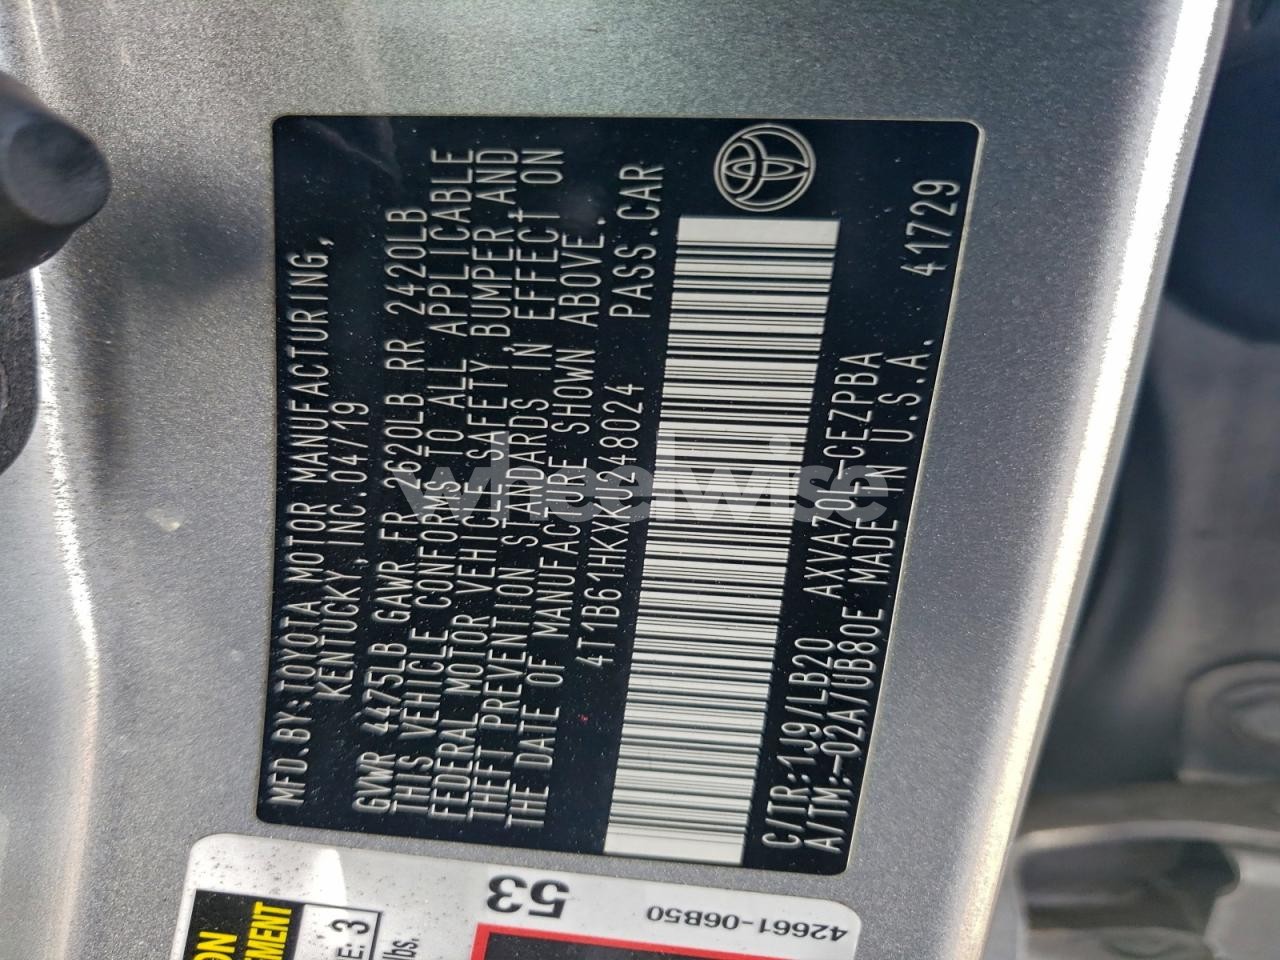 MFD.BY:TOYOTA MOTOR MANUFACTURING,
KENTUCKY, INC. 04/19
GVWR 4475LB GAWR FR 2620LB RR 2420LB
THIS VEHICLE CONFORMS TO ALL APPLICABLE
FEDERAL MOTOR VEHICLE SAFETY, BUMPER, AND
THEFT PREVENTION STANDARDS IN EFFECT ON
THE DATE OF MANUFACTURE SHOWN ABOVE.
4T1B61HKXKU248024 PASS.CAR
C/TR:1J9/LB20 AXVA70L-CEZPBA
A/TM:-02A/UB80E MADE IN U.S.A. 41729
wheelwise
53
42661-06B50
3
lbs.